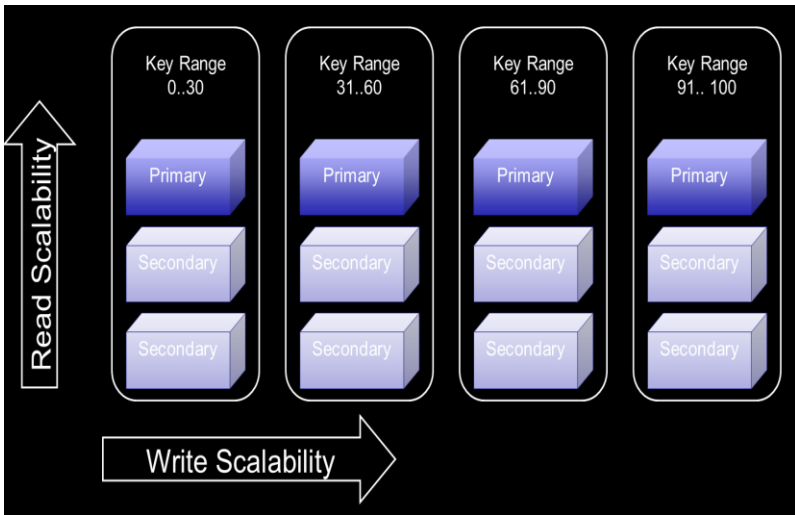 Key Range
0..30
Key Range
31..60
Key Range
61..90
Key Range
91.. 100
Read Scalability
Primary
Primary
Primary
Primary
Secondary
Secondary
Secondary
Secondary
Secondary
Secondary
Secondary
Secondary
Write Scalability